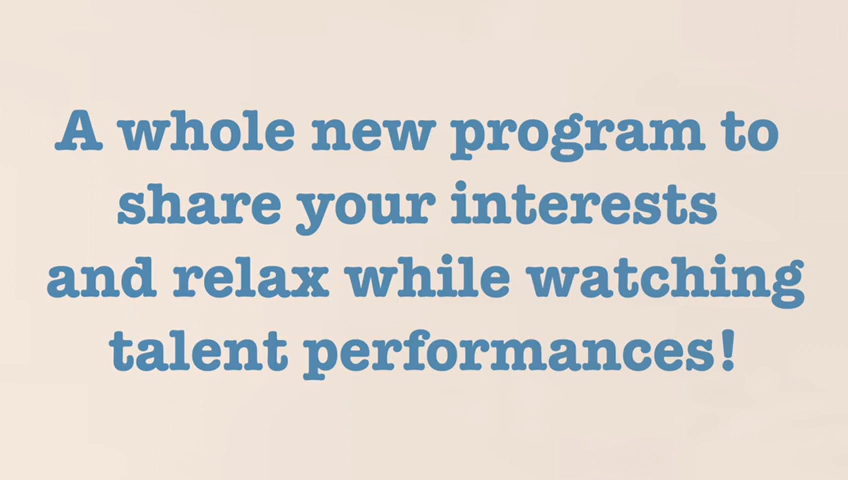 A whole new program to
share your interests
and relax while watching
talent performances!